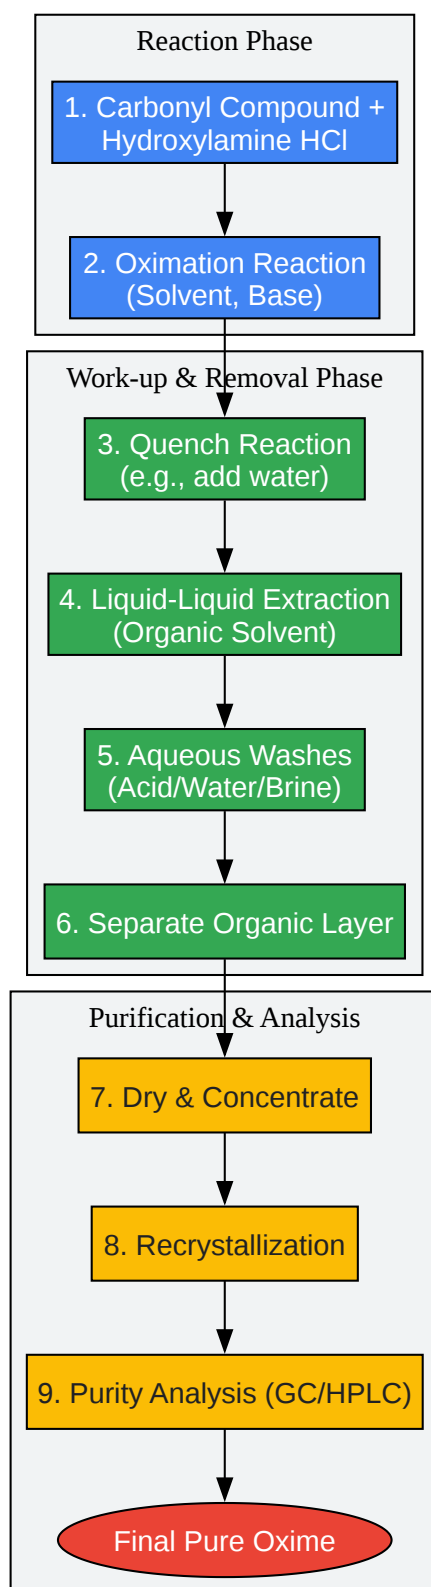 Reaction Phase
1. Carbonyl Compound +
Hydroxylamine HCl
2. Oximation Reaction
(Solvent, Base)
Work-up & Removal Phase
3. Quench Reaction
(e.g., add water)
4. Liquid-Liquid Extraction
(Organic Solvent)
5. Aqueous Washes
(Acid/Water/Brine)
6. Separate Organic Layer
Purification & Analysis
7. Dry & Concentrate
8. Recrystallization
9. Purity Analysis (GC/HPLC)
Final Pure Oxime